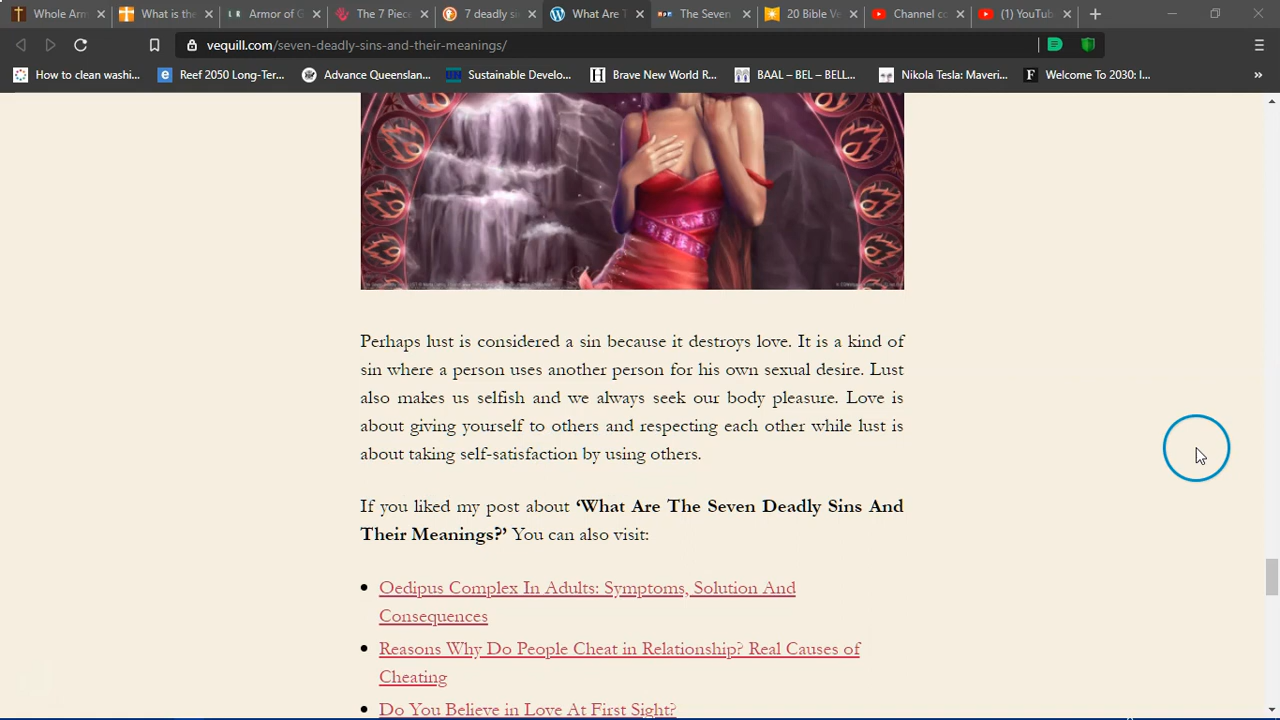 Whole Arm
What is the
Armor of G
The 7 Piece
7 deadly si
What Are T
The Seven
20 Bible Ve
Channel co
(1) YouTub
vequill.com/seven-deadly-sins-and-their-meanings/
How to clean washi...
Reef 2050 Long-Ter...
Advance Queenslan...
Sustainable Develo...
Brave New World R...
BAAL – BEL – BELL...
Nikola Tesla: Maveri...
Welcome To 2030: I...
Perhaps lust is considered a sin because it destroys love. It is a kind of
sin where a person uses another person for his own sexual desire. Lust
also makes us selfish and we always seek our body pleasure. Love is
about giving yourself to others and respecting each other while lust is
about taking self-satisfaction by using others.
If you liked my post about ‘What Are The Seven Deadly Sins And
Their Meanings?’ You can also visit:
Oedipus Complex In Adults: Symptoms, Solution And
Consequences
Reasons Why Do People Cheat in Relationship? Real Causes of
Cheating
Do You Believe in Love At First Sight?